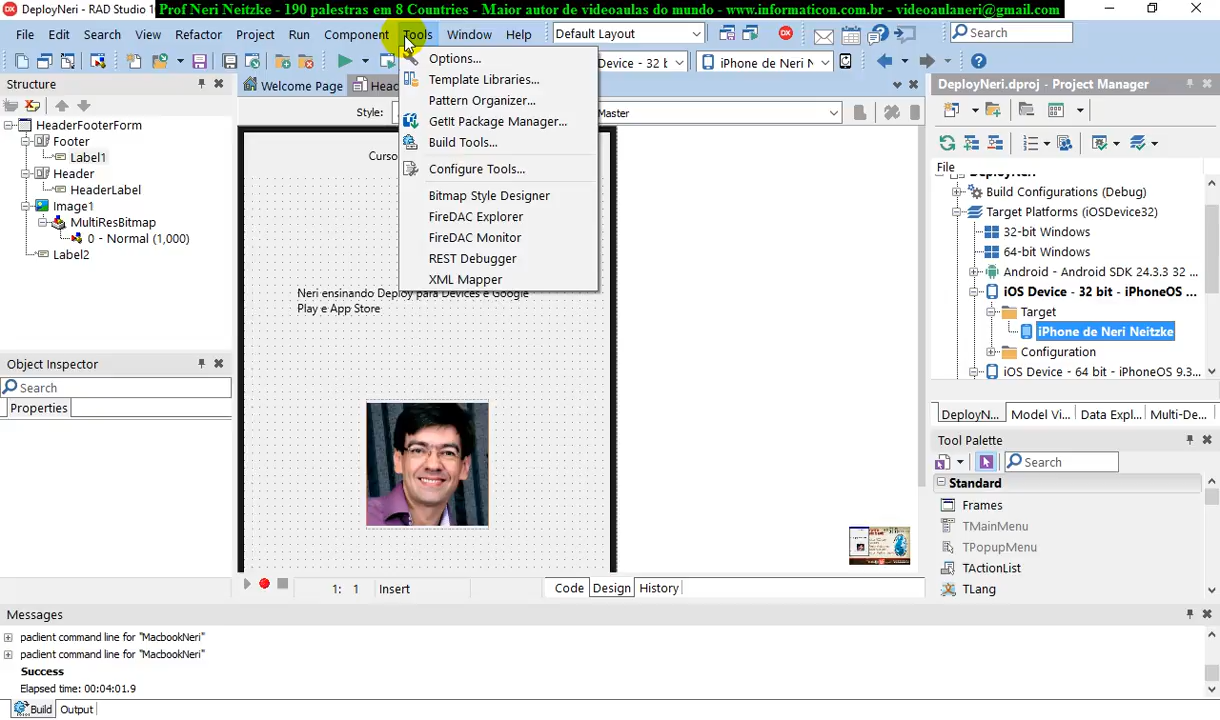 DeployNeri - RAD Studio 1
Prof Neri Neitzke - 190 palestras em 8 Countries - Maior autor de videoaulas do mundo - www.informaticon.com.br - videoaulaneri@gmail.com
File Edit Search View Refactor Project Run Component Tools Window Help
Default Layout
Search
Device - 32 t
iPhone de Neri N
Structure
Welcome Page
Head
Style:
Master
HeaderFooterForm
Footer
Label1
Header
HeaderLabel
Image1
MultiResBitmap
0 - Normal (1,000)
Label2
Options...
Template Libraries...
Pattern Organizer...
GetIt Package Manager...
Build Tools...
Configure Tools...
Bitmap Style Designer
FireDAC Explorer
FireDAC Monitor
REST Debugger
XML Mapper
Curso
Neri ensinando Deploy para Devices e Google
Play e App Store
Object Inspector
Search
Properties
1: 1
Insert
Code
Design
History
DeployNeri.dproj - Project Manager
File
DeployNeri
Build Configurations (Debug)
Target Platforms (iOSDevice32)
32-bit Windows
64-bit Windows
Android - Android SDK 24.3.3 32 ...
iOS Device - 32 bit - iPhoneOS ...
Target
iPhone de Neri Neitzke
Configuration
iOS Device - 64 bit - iPhoneOS 9.3...
DeployN...
Model Vi...
Data Expl...
Multi-De...
Tool Palette
Search
Standard
Frames
TMainMenu
TPopupMenu
TActionList
TLang
Messages
paclient command line for "MacbookNeri"
paclient command line for "MacbookNeri"
Success
Elapsed time: 00:04:01.9
Build
Output